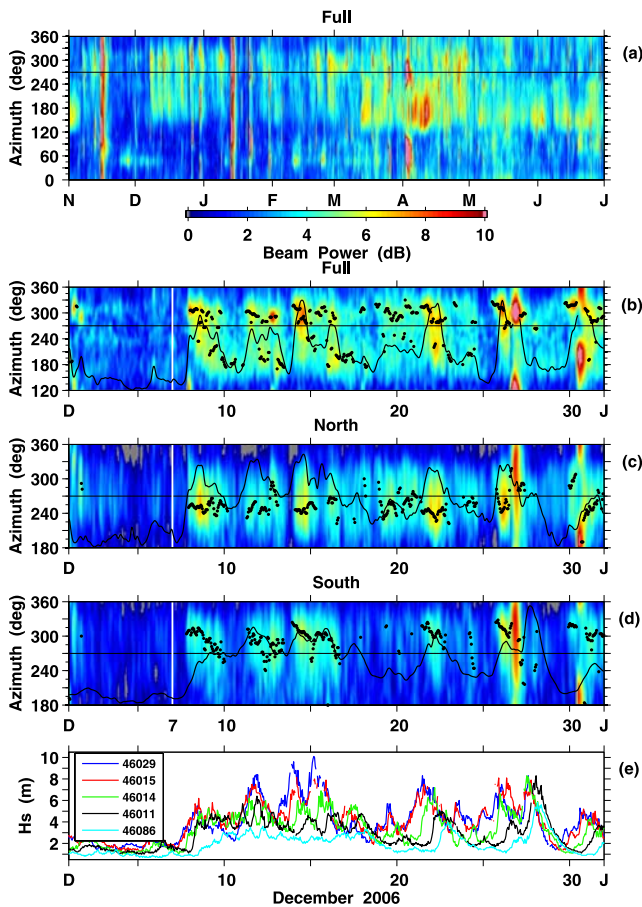 Full
(a)
Azimuth (deg)
360
300
240
180
120
60
0
N D J F M A M J J
0 2 4 6 8 10
Beam Power (dB)
Full
(b)
Azimuth (deg)
360
300
240
180
120
D 10 20 30 J
North
(c)
Azimuth (deg)
360
300
240
180
10 20 30
South
(d)
Azimuth (deg)
360
300
240
180
D 7 10 20 30 J
(e)
Hs (m)
10
8
6
4
2
46029
46015
46014
46011
46086
D 10 20 30 J
December 2006